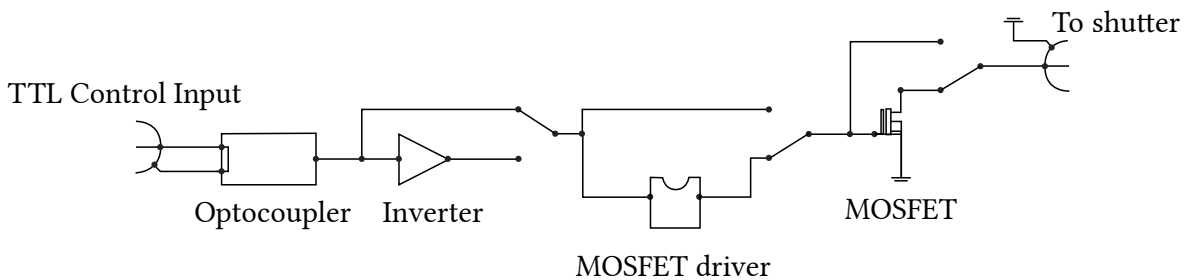 To shutter
TTL Control Input
Optocoupler
Inverter
MOSFET
MOSFET driver